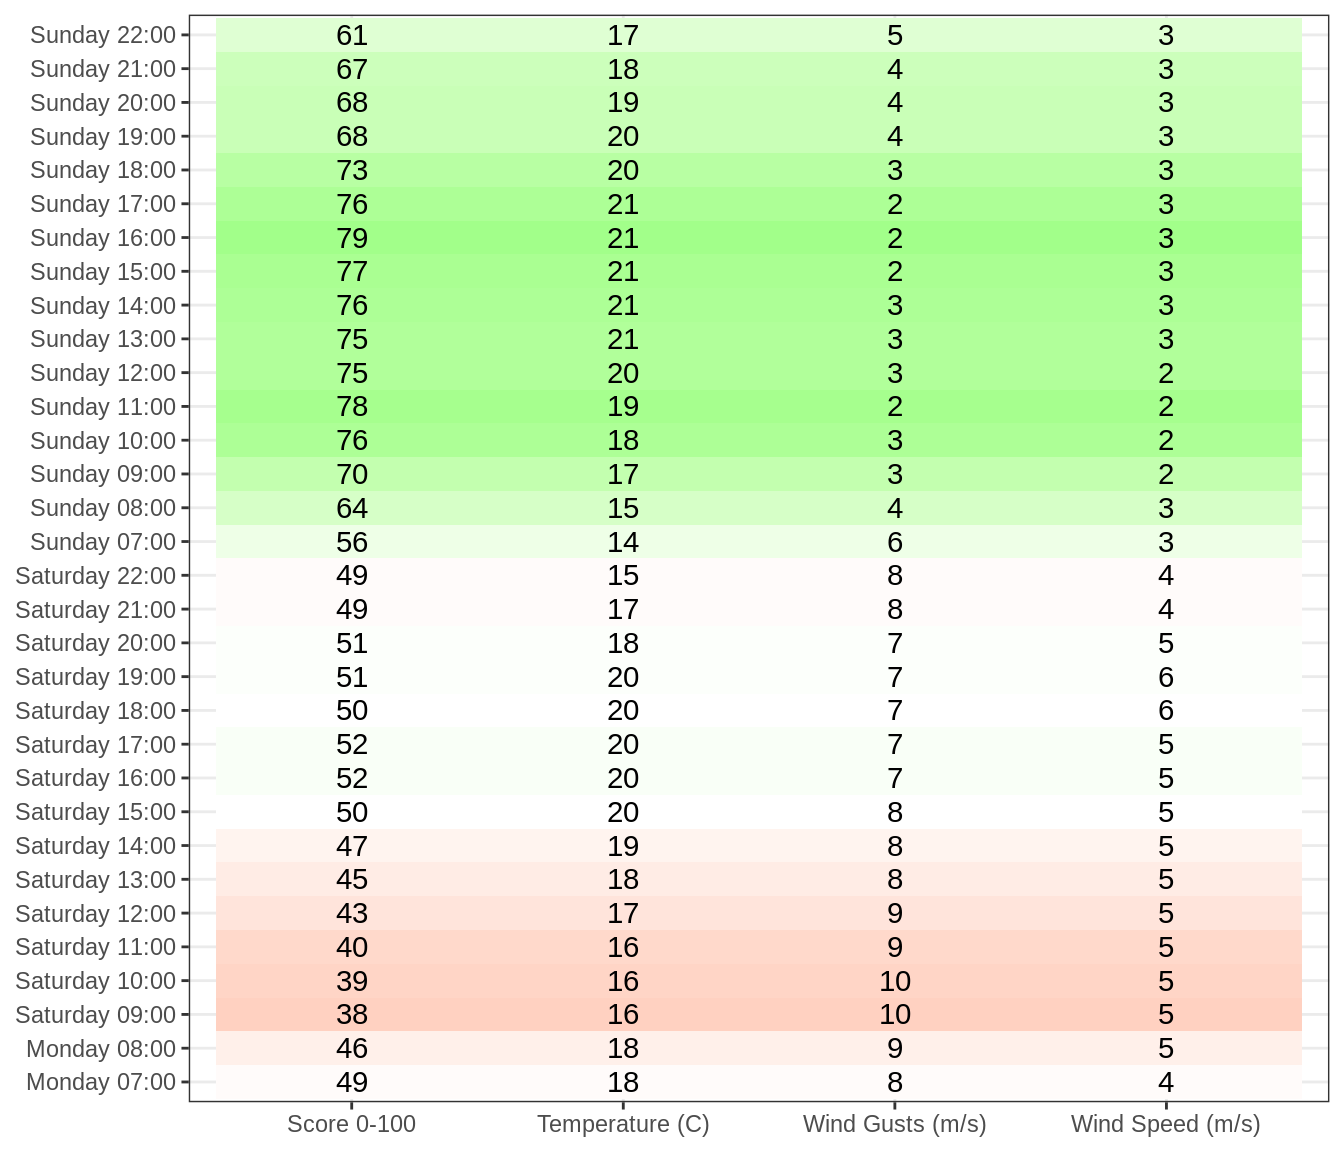 Sunday 22:00 61 17 5 3
Sunday 21:00 67 18 4 3
Sunday 20:00 68 19 4 3
Sunday 19:00 68 20 4 3
Sunday 18:00 73 20 3 3
Sunday 17:00 76 21 2 3
Sunday 16:00 79 21 2 3
Sunday 15:00 77 21 2 3
Sunday 14:00 76 21 3 3
Sunday 13:00 75 21 3 3
Sunday 12:00 75 20 3 2
Sunday 11:00 78 19 2 2
Sunday 10:00 76 18 3 2
Sunday 09:00 70 17 3 2
Sunday 08:00 64 15 4 3
Sunday 07:00 56 14 6 3
Saturday 22:00 49 15 8 4
Saturday 21:00 49 17 8 4
Saturday 20:00 51 18 7 5
Saturday 19:00 51 20 7 6
Saturday 18:00 50 20 7 6
Saturday 17:00 52 20 7 5
Saturday 16:00 52 20 7 5
Saturday 15:00 50 20 8 5
Saturday 14:00 47 19 8 5
Saturday 13:00 45 18 8 5
Saturday 12:00 43 17 9 5
Saturday 11:00 40 16 9 5
Saturday 10:00 39 16 10 5
Saturday 09:00 38 16 10 5
Monday 08:00 46 18 9 5
Monday 07:00 49 18 8 4
Score 0-100 Temperature (C) Wind Gusts (m/s) Wind Speed (m/s)